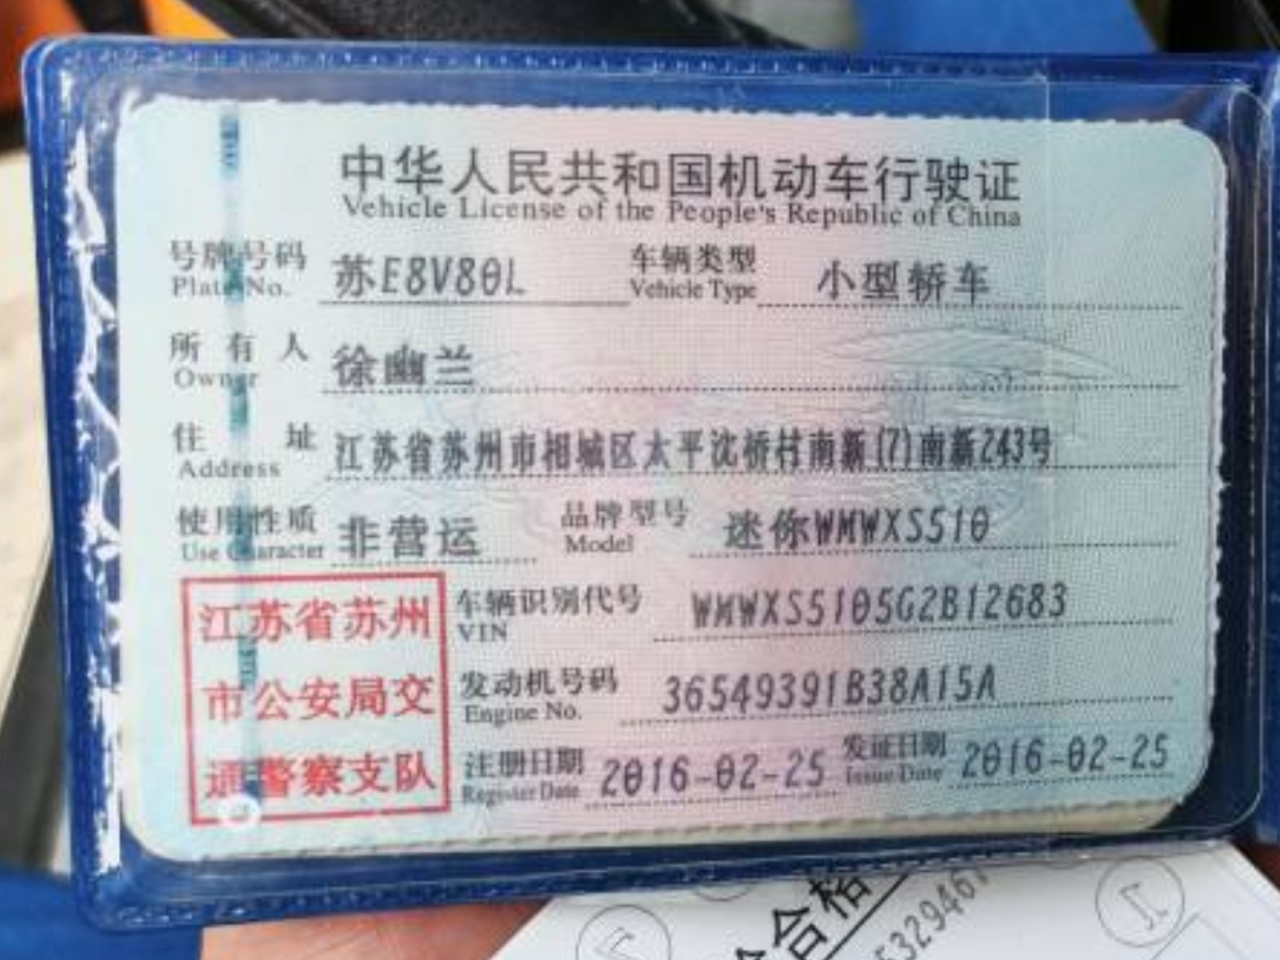 中华人民共和国机动车行驶证
Vehicle License of the People's Republic of China
号牌号码 苏E8V80L 车辆类型 小型轿车
Plate No. Vehicle Type
所有人 徐幽兰
Owner
住址 江苏省苏州市相城区太平沈桥村南新(7)南新243号
Address
使用性质 非营运 品牌型号 迷你WMWXS510
Use Character Model
江苏省苏州
市公安局交
通警察支队
车辆识别代号 WMWXS5105G2B12683
VIN
发动机号码 36549391B38A15A
Engine No.
注册日期 2016-02-25 发证日期 2016-02-25
Register Date Issue Date
合格
5329467